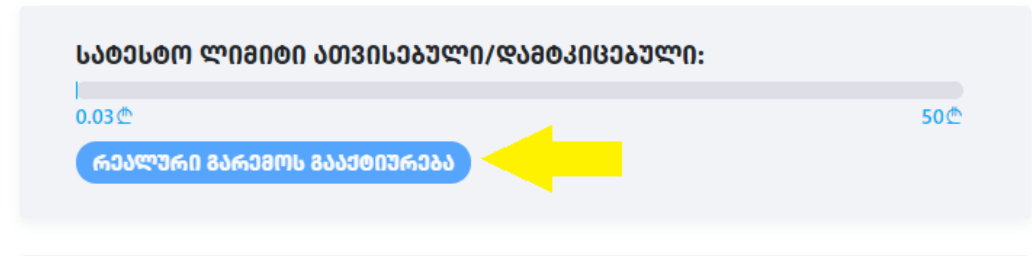 სატესტო ლიმიტი ათვისებული/დამტკიცებული:
0.03₾ 50₾
რეალური გარემოს გააქტიურება